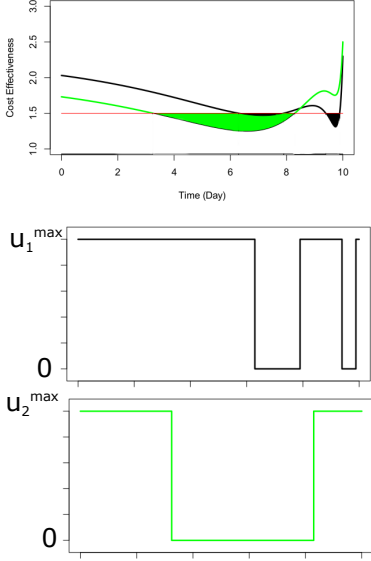 3.0
2.5
2.0
1.5
1.0
Cost Effectiveness
0 2 4 6 8 10
Time (Day)
u₁ᵐᵃˣ
0
u₂ᵐᵃˣ
0